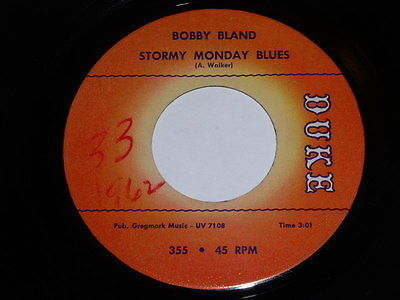 BOBBY BLAND
STORMY MONDAY BLUES
(A. Walker)
DUKE
33
1962
Pub. Gregmark Music - UV 7108
Time 3:01
355 • 45 RPM